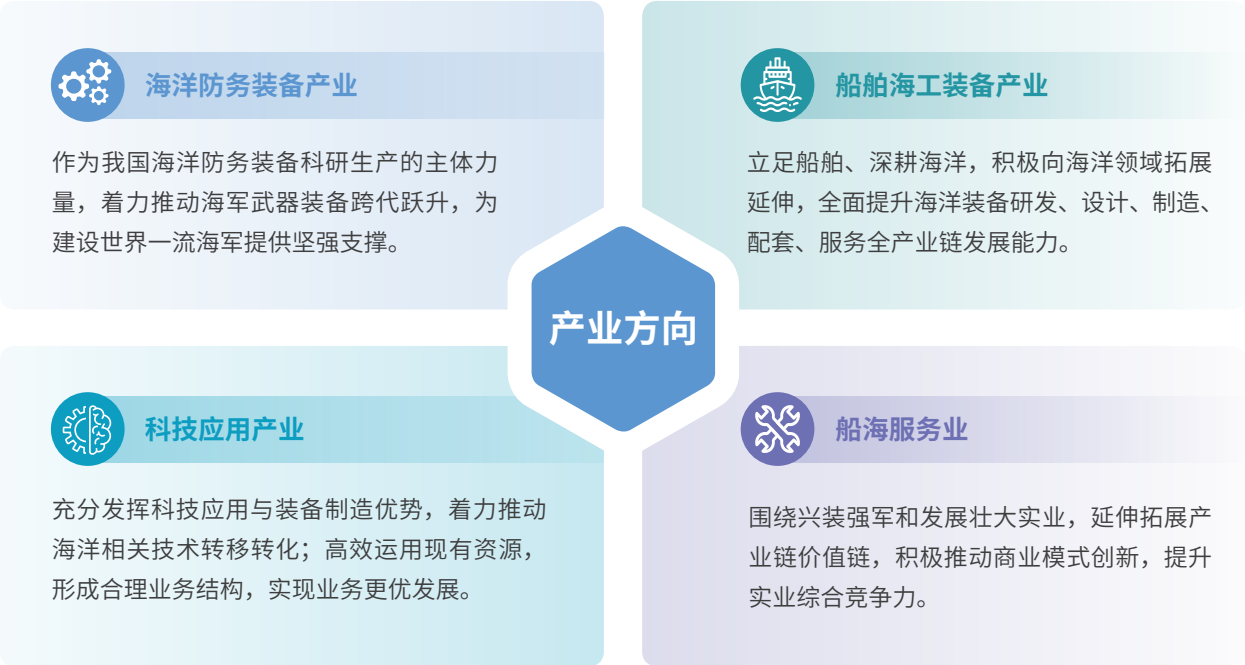 海洋防务装备产业
作为我国海洋防务装备科研生产的主体力
量，着力推动海军武器装备跨代跃升，为
建设世界一流海军提供坚强支撑。
船舶海工装备产业
立足船舶、深耕海洋，积极向海洋领域拓展
延伸，全面提升海洋装备研发、设计、制造、
配套、服务全产业链发展能力。
产业方向
科技应用产业
充分发挥科技应用与装备制造优势，着力推动
海洋相关技术转移转化；高效运用现有资源，
形成合理业务结构，实现业务更优发展。
船海服务业
围绕兴装强军和发展壮大实业，延伸拓展产
业链价值链，积极推动商业模式创新，提升
实业综合竞争力。